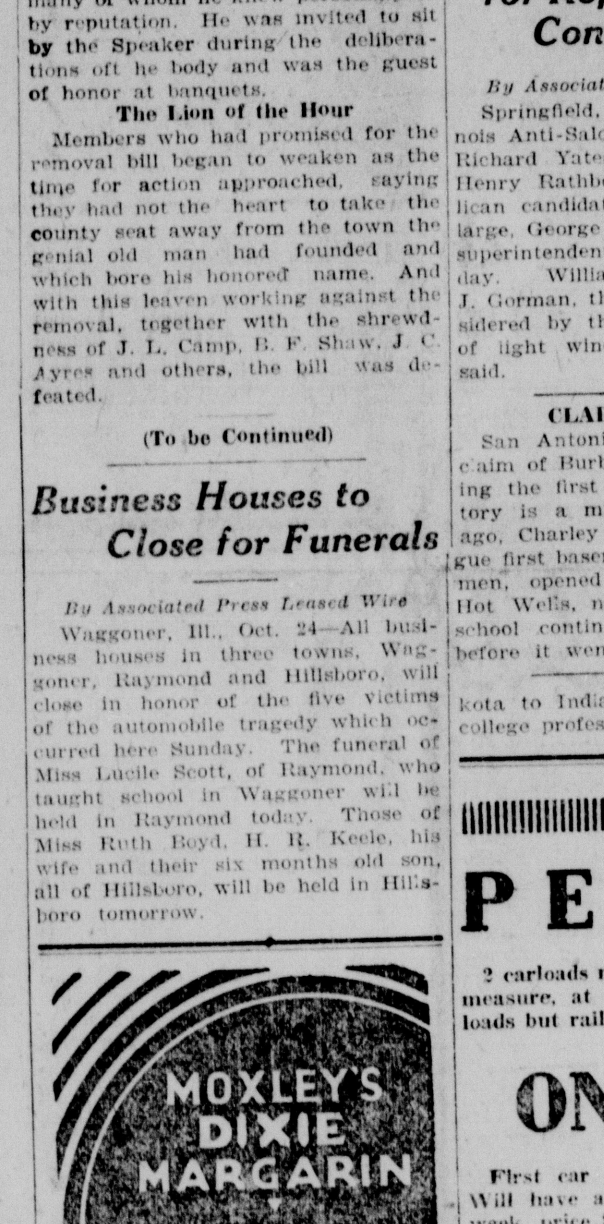 by reputation. He was invited to sit
by the Speaker during the delibera-
tions oft he body and was the guest
of honor at banquets.
The Lion of the Hour
Members who had promised for the
removal bill began to weaken as the
time for action approached, saying
they had not the heart to take the
county seat away from the town the
genial old man had founded and
which bore his honored name. And
with this leaven working against the
removal, together with the shrewd-
ness of J. L. Camp, B. F. Shaw, J. C.
Ayres and others, the bill was de-
feated.
(To be Continued)
Business Houses to
Close for Funerals
By Associated Press Leased Wire
Waggoner, Ill., Oct. 24—All busi-
ness houses in three towns, Wag-
goner, Raymond and Hillsboro, will
close in honor of the five victims
of the automobile tragedy which oc-
curred here Sunday. The funeral of
Miss Lucile Scott, of Raymond, who
taught school in Waggoner will be
held in Raymond today. Those of
Miss Ruth Boyd, H. R. Keele, his
wife and their six months old son,
all of Hillsboro, will be held in Hills-
boro tomorrow.
MOXLEY'S
DIXIE
MARGARIN
Con
By Associat
Springfield,
nois Anti-Salo
Richard Yate
Henry Rathb
lican candida
large, George
superintenden
day. Willia
J. Gorman, t
sidered by t
of light win
said.
CLAI
San Antoni
claim of Burl
ing the first
tory is a m
ago, Charley
gue first base
men, opened
Hot Wells, n
school contin
before it wen
kota to India
college profes
PE
2 carloads
measure, at
loads but rail
ON
First car
Will have a